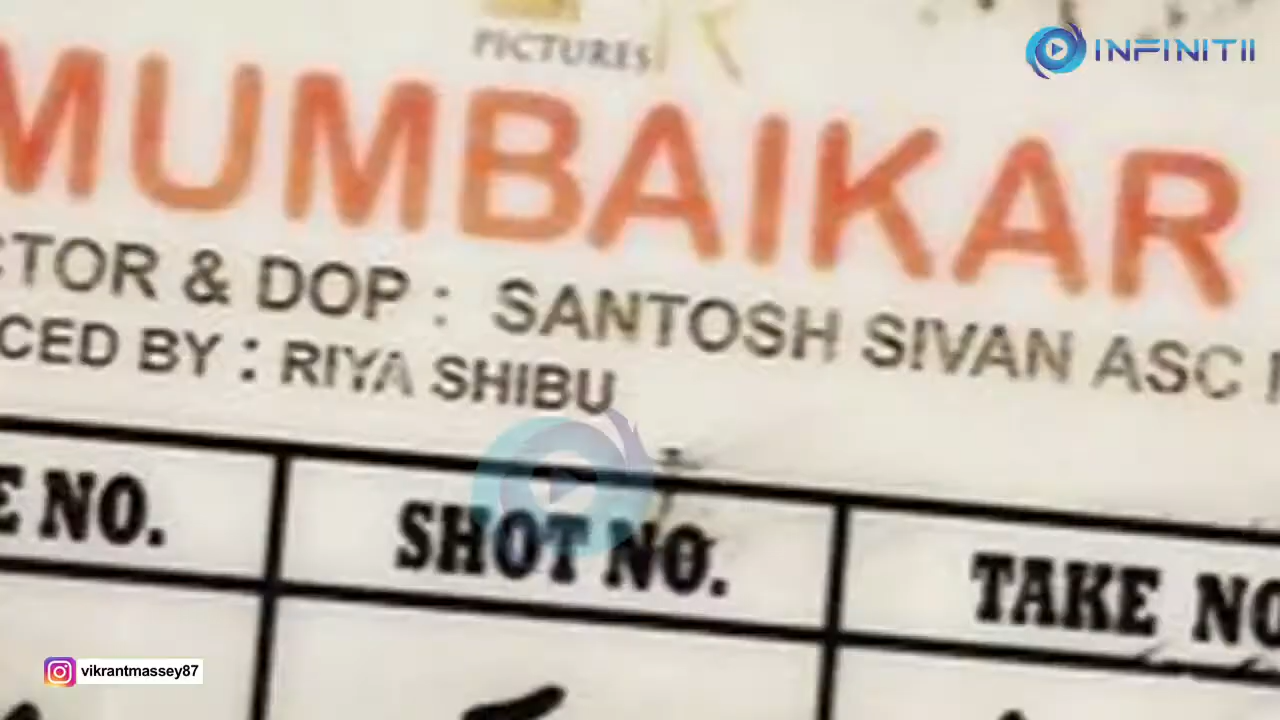 INFINITII
PICTURES
MUMBAIKAR
CTOR & DOP : SANTOSH SIVAN ASC
CED BY : RIYA SHIBU
E NO.
SHOT NO.
TAKE NO
vikrantmassey87